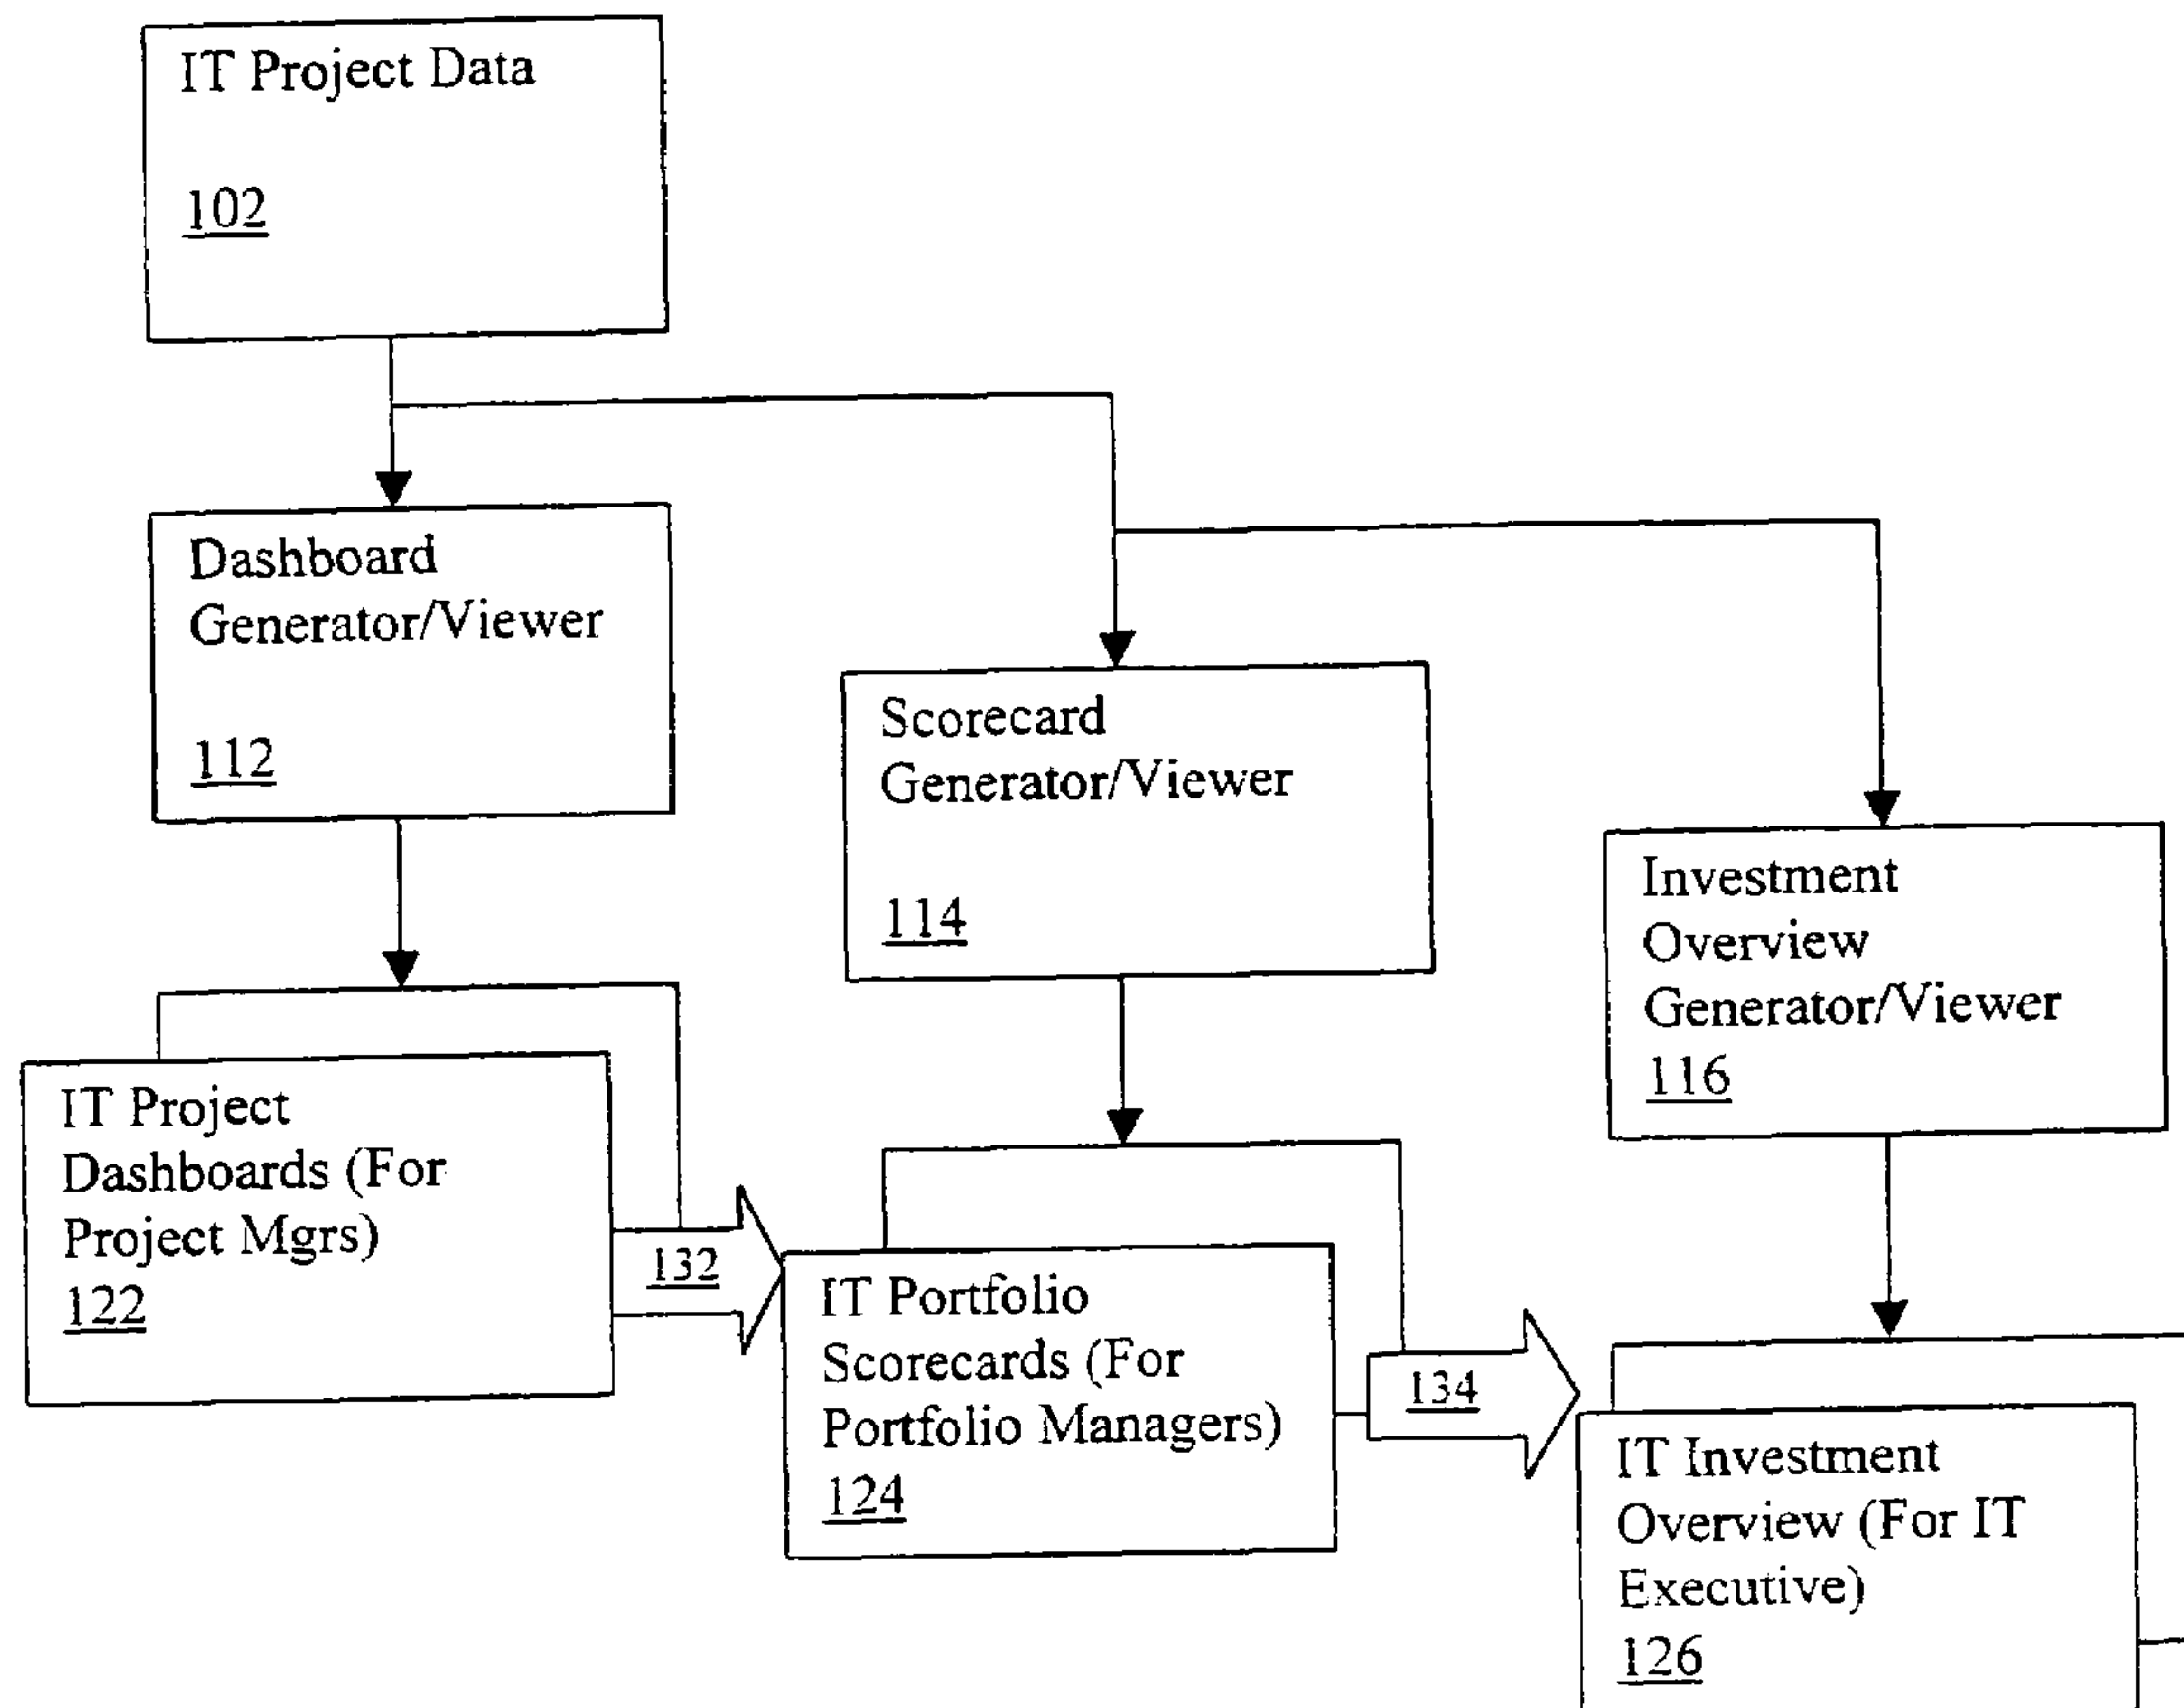 IT Project Data
102
Dashboard
Generator/Viewer
112
Scorecard
Generator/Viewer
114
Investment
Overview
Generator/Viewer
116
IT Project
Dashboards (For
Project Mgrs)
122
132
IT Portfolio
Scorecards (For
Portfolio Managers)
124
134
IT Investment
Overview (For IT
Executive)
126